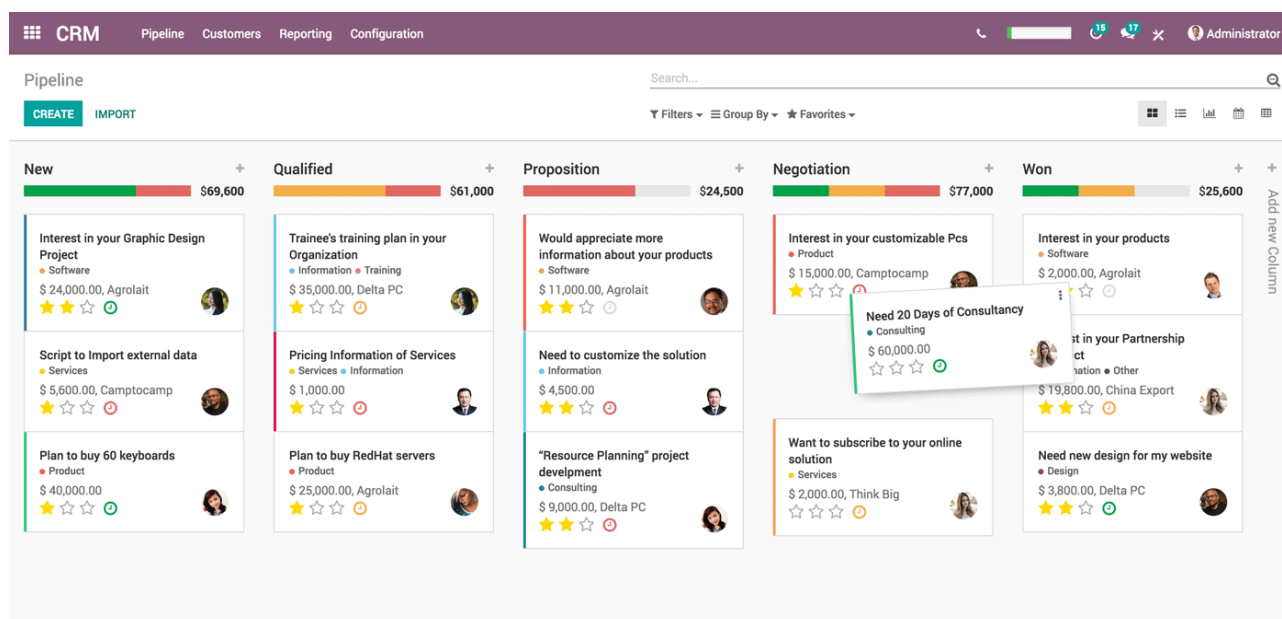 CRM Pipeline Customers Reporting Configuration 15 17 Administrator
Pipeline
Search...
CREATE IMPORT
Filters Group By Favorites
New +
$69,600
Interest in your Graphic Design
Project
Software
$ 24,000.00, Agrolait
Script to Import external data
Services
$ 5,600.00, Camptocamp
Plan to buy 60 keyboards
Product
$ 40,000.00
Qualified +
$61,000
Trainee's training plan in your
Organization
Information Training
$ 35,000.00, Delta PC
Pricing Information of Services
Services Information
$ 1,000.00
Plan to buy RedHat servers
Product
$ 25,000.00, Agrolait
Proposition +
$24,500
Would appreciate more
information about your products
Software
$ 11,000.00, Agrolait
Need to customize the solution
Information
$ 4,500.00
“Resource Planning” project
develpment
Consulting
$ 9,000.00, Delta PC
Negotiation +
$77,000
Interest in your customizable Pcs
Product
$ 15,000.00, Camptocamp
Need 20 Days of Consultancy
Consulting
$ 60,000.00
Want to subscribe to your online
solution
Services
$ 2,000.00, Think Big
Won +
$25,600
Interest in your products
Software
$ 2,000.00, Agrolait
in your Partnership
Other
$ 19,800.00, China Export
Need new design for my website
Design
$ 3,800.00, Delta PC
+
Add new Column